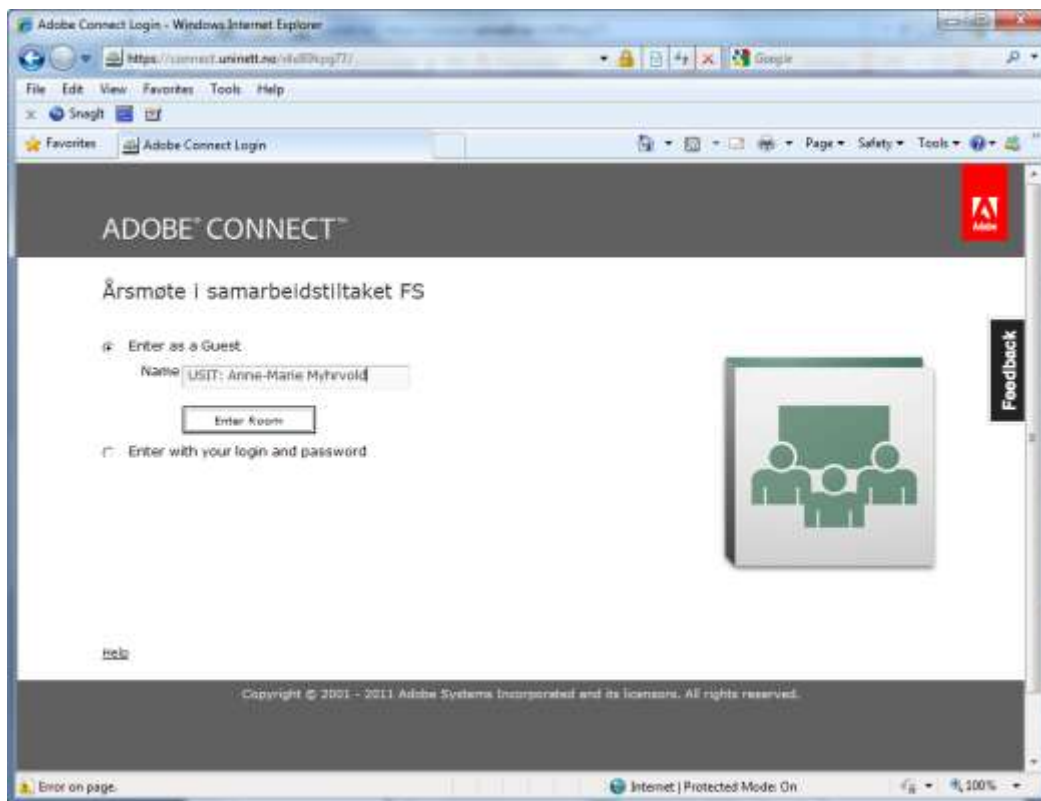 Adobe Connect Login - Windows Internet Explorer
https://connect.uninett.no/
Google
File Edit View Favorites Tools Help
x SnagIt
Favorites Adobe Connect Login
Page Safety Tools
ADOBE® CONNECT™
Adobe
Årsmøte i samarbeidstiltaket FS
Enter as a Guest
Name USIT: Anne-Marie Myhrvold
Enter Room
Enter with your login and password
Feedback
Help
Copyright © 2001 - 2011 Adobe Systems Incorporated and its licensors. All rights reserved.
Error on page. Internet | Protected Mode: On 100%